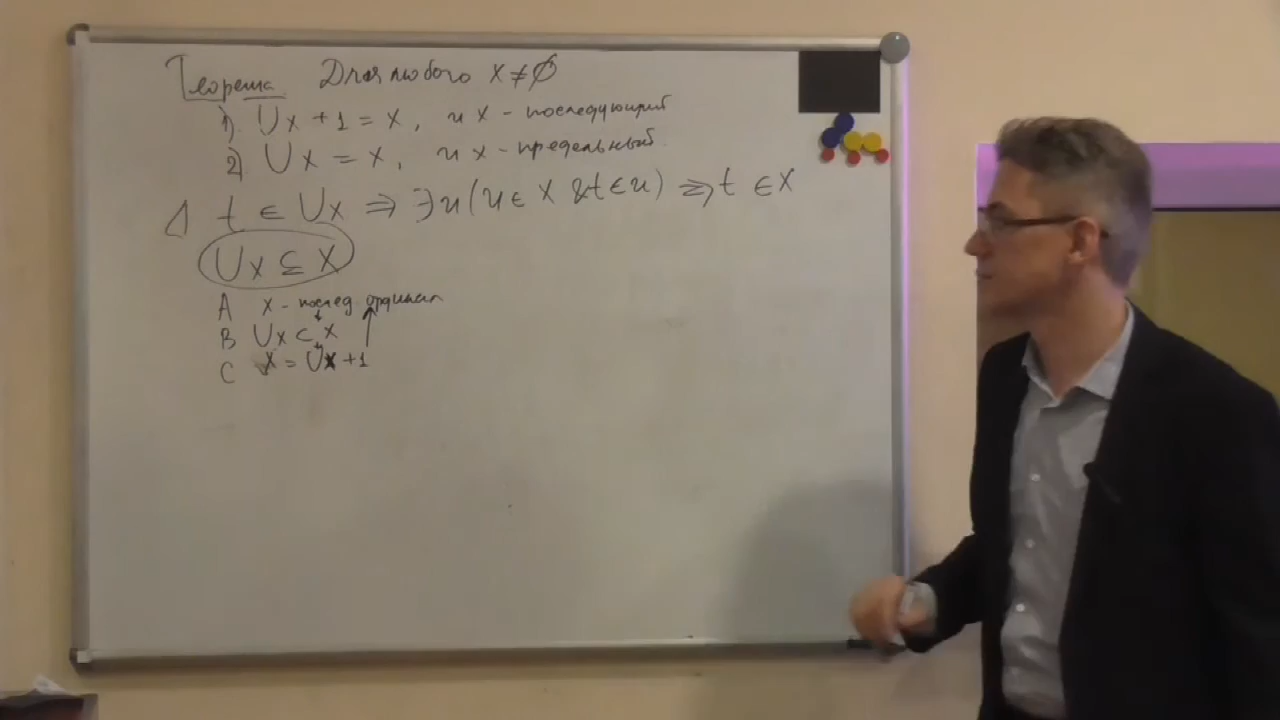 Теорема Для любого x ≠ ∅
1) ∪x + 1 = x, и x - последующий
2) ∪x = x, и x - предельный
Δ t ∈ ∪x ⇒ ∃u(u ∈ x & t ∈ u) ⇒ t ∈ x
∪x ⊆ x
A x - послед. ординал
B ∪x ⊂ x
C x = ∪x + 1